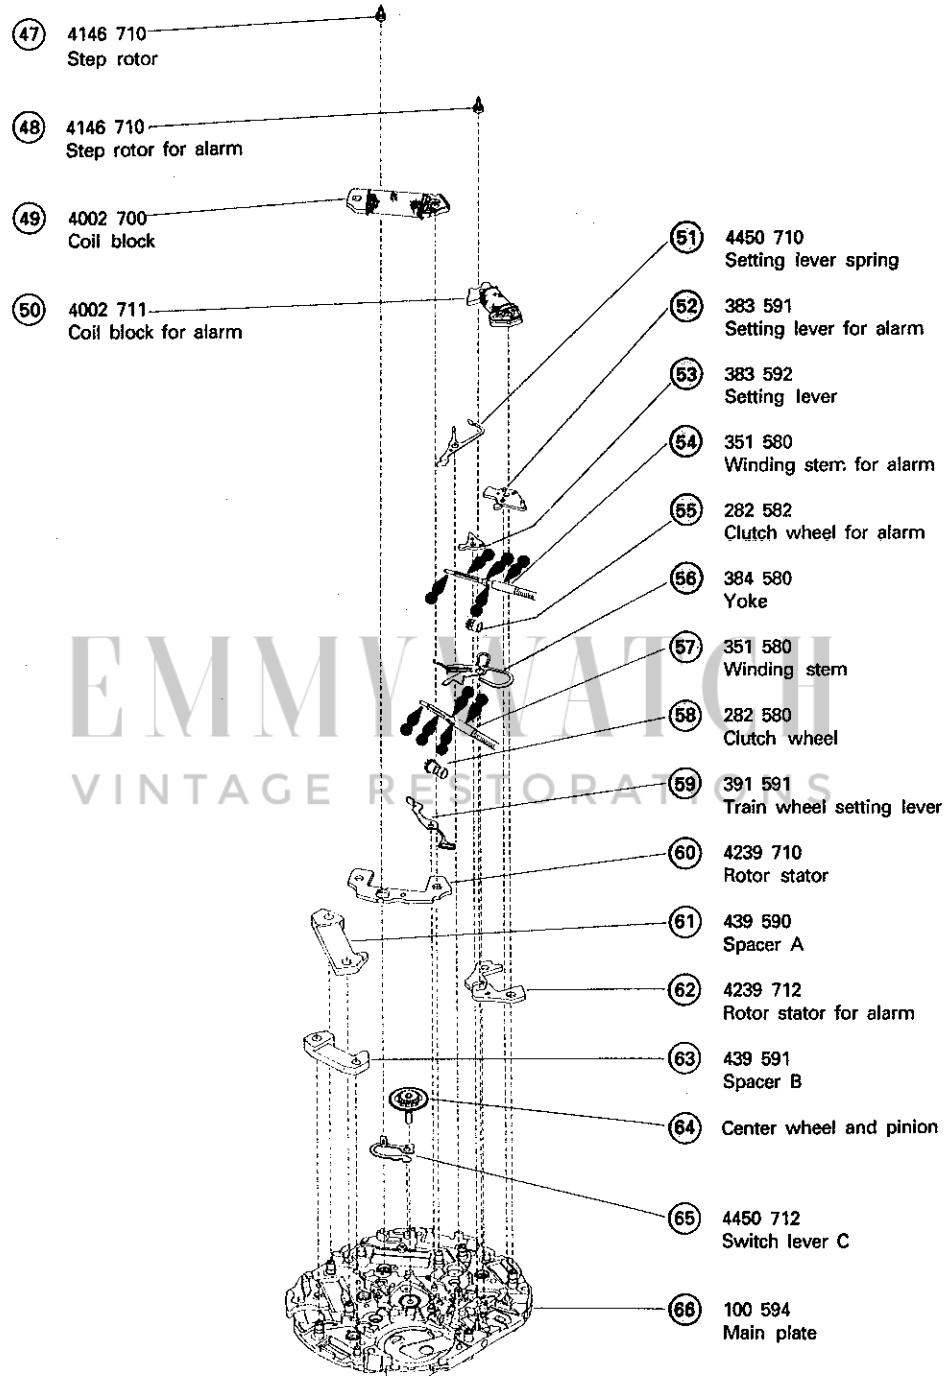 47 4146 710
Step rotor
48 4146 710
Step rotor for alarm
49 4002 700
Coil block
50 4002 711
Coil block for alarm
51 4450 710
Setting lever spring
52 383 591
Setting lever for alarm
53 383 592
Setting lever
54 351 580
Winding stem for alarm
55 282 582
Clutch wheel for alarm
56 384 580
Yoke
57 351 580
Winding stem
58 282 580
Clutch wheel
59 391 591
Train wheel setting lever
60 4239 710
Rotor stator
61 439 590
Spacer A
62 4239 712
Rotor stator for alarm
63 439 591
Spacer B
64 Center wheel and pinion
65 4450 712
Switch lever C
66 100 594
Main plate
EMMYWATCH
VINTAGE RESTORATIONS